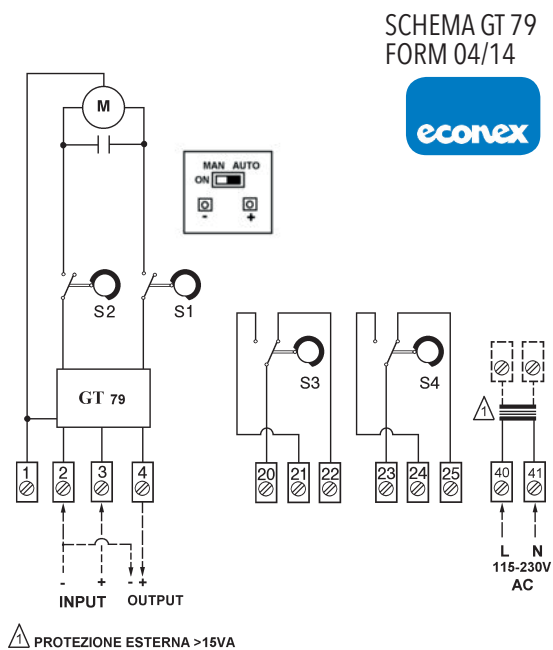 SCHEMA GT 79
FORM 04/14
econex
M
MAN AUTO
ON
- +
S2 S1
S3 S4
GT 79
1
1 2 3 4 20 21 22 23 24 25 40 41
- + - +
INPUT OUTPUT
L N
115-230V
AC
1 PROTEZIONE ESTERNA >15VA